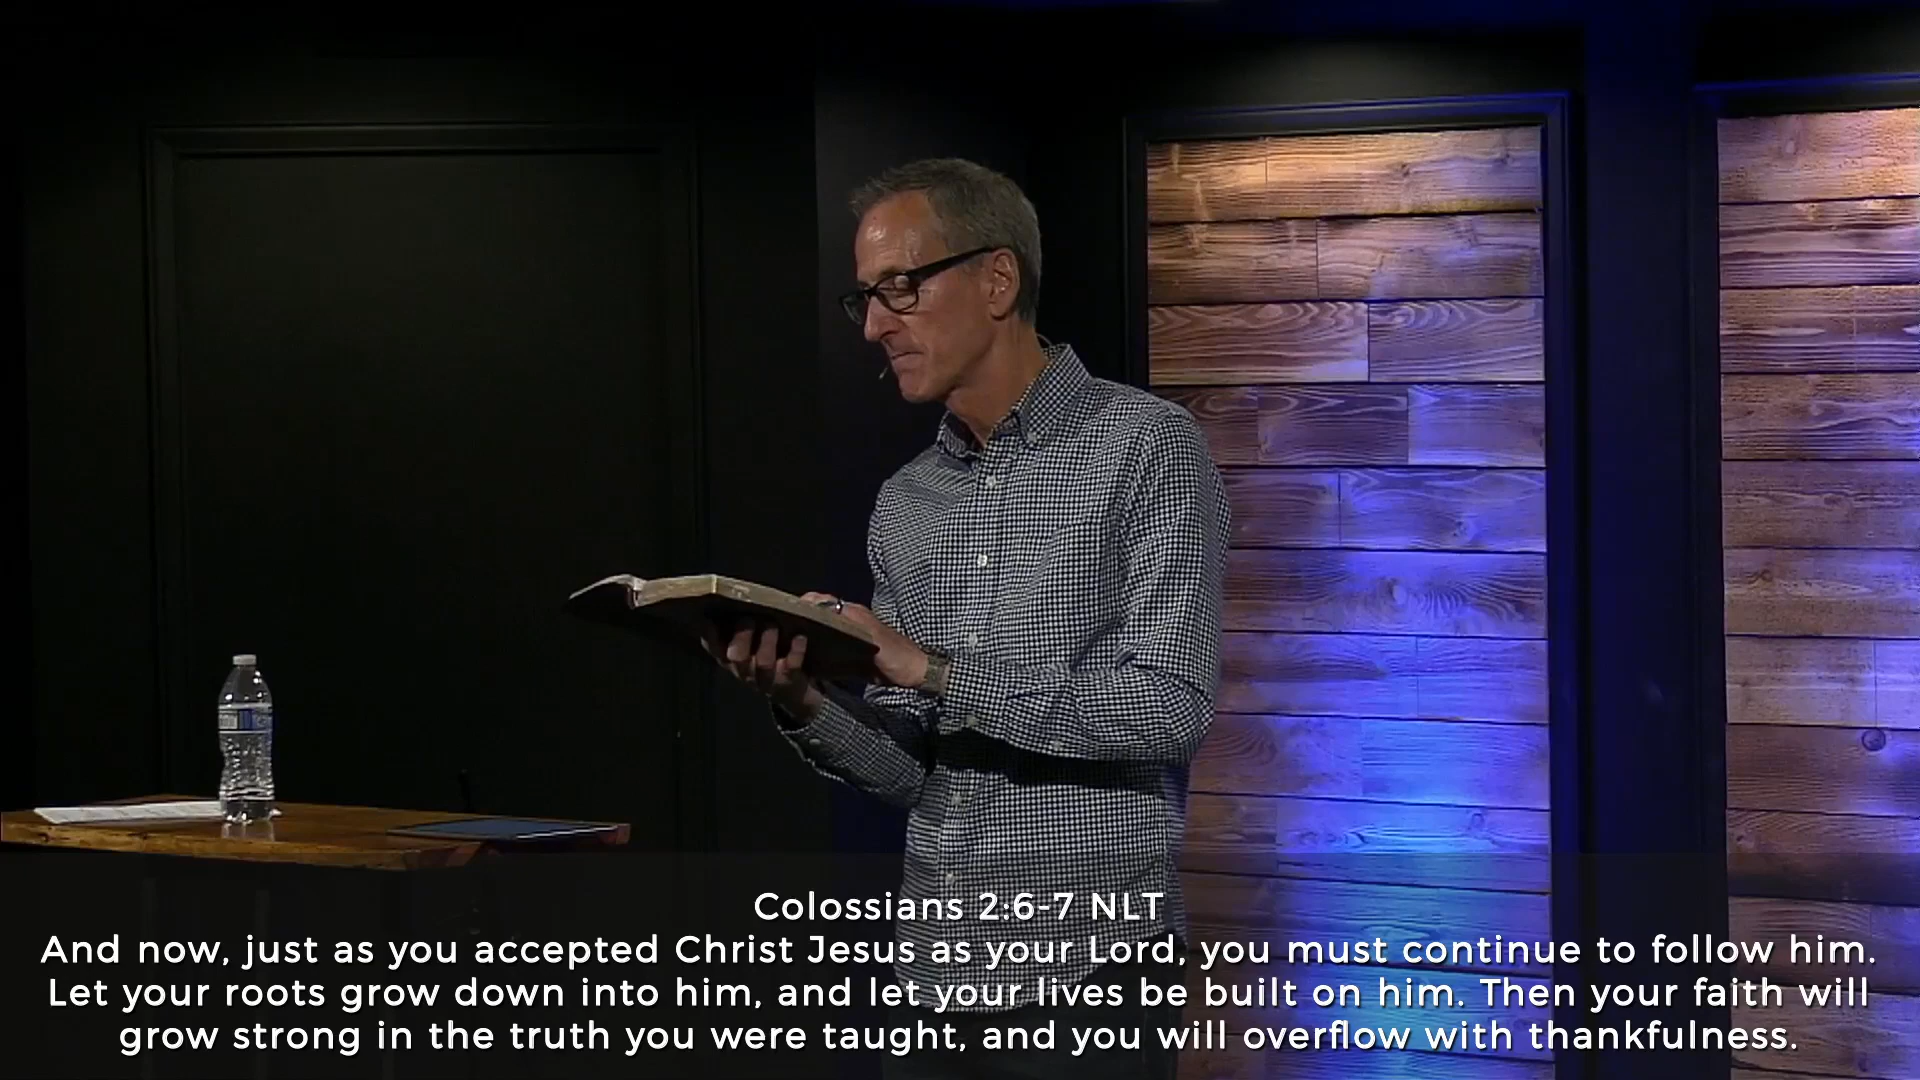 Colossians 2:6-7 NLT
And now, just as you accepted Christ Jesus as your Lord, you must continue to follow him.
Let your roots grow down into him, and let your lives be built on him. Then your faith will
grow strong in the truth you were taught, and you will overflow with thankfulness.